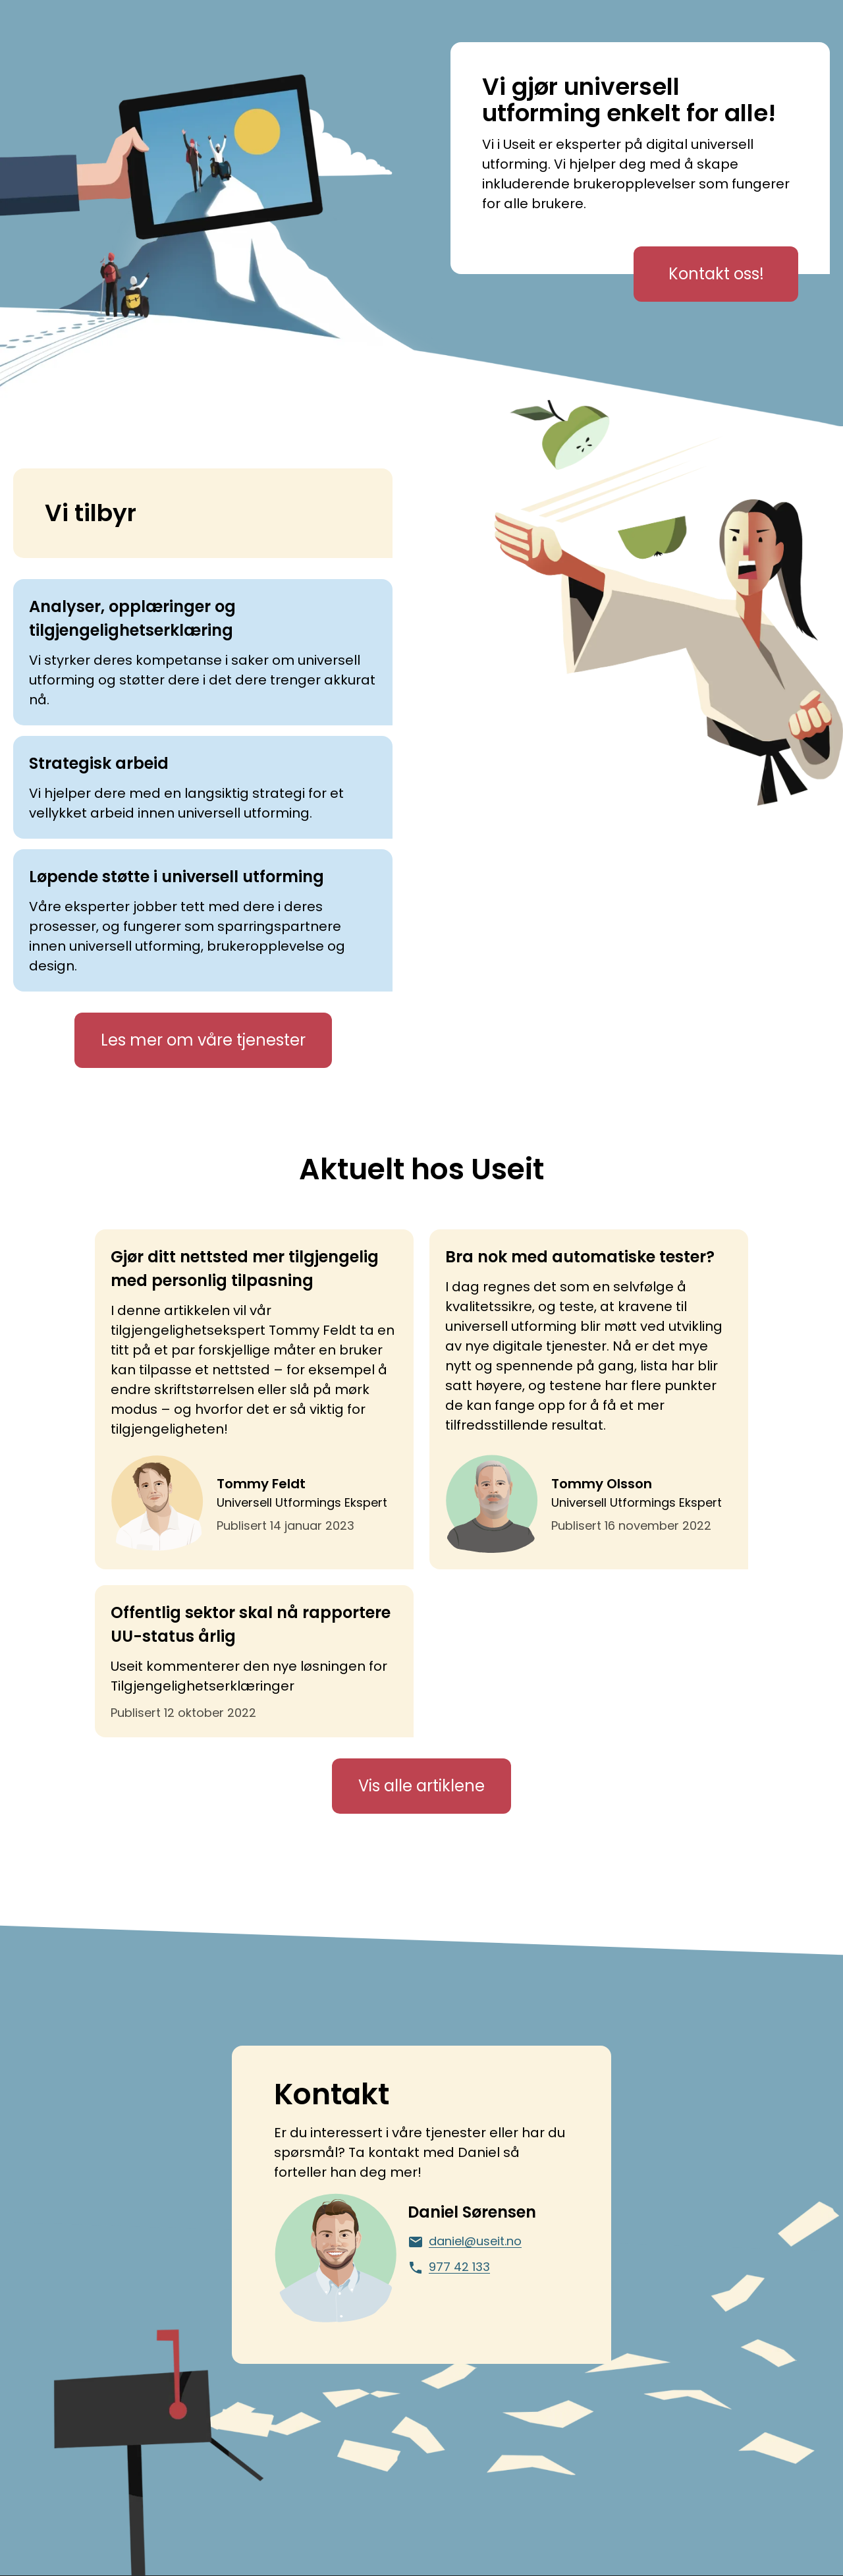 Vi gjør universell
utforming enkelt for alle!
Vi i Useit er eksperter på digital universell
utforming. Vi hjelper deg med å skape
inkluderende brukeropplevelser som fungerer
for alle brukere.
Kontakt oss!
Vi tilbyr
Analyser, opplæringer og
tilgjengelighetserklæring
Vi styrker deres kompetanse i saker om universell
utforming og støtter dere i det dere trenger akkurat
nå.
Strategisk arbeid
Vi hjelper dere med en langsiktig strategi for et
vellykket arbeid innen universell utforming.
Løpende støtte i universell utforming
Våre eksperter jobber tett med dere i deres
prosesser, og fungerer som sparringspartnere
innen universell utforming, brukeropplevelse og
design.
Les mer om våre tjenester
Aktuelt hos Useit
Gjør ditt nettsted mer tilgjengelig
med personlig tilpasning
I denne artikkelen vil vår
tilgjengelighetsekspert Tommy Feldt ta en
titt på et par forskjellige måter en bruker
kan tilpasse et nettsted – for eksempel å
endre skriftstørrelsen eller slå på mørk
modus – og hvorfor det er så viktig for
tilgjengeligheten!
Tommy Feldt
Universell Utformings Ekspert
Publisert 14 januar 2023
Bra nok med automatiske tester?
I dag regnes det som en selvfølge å
kvalitetssikre, og teste, at kravene til
universell utforming blir møtt ved utvikling
av nye digitale tjenester. Nå er det mye
nytt og spennende på gang, lista har blir
satt høyere, og testene har flere punkter
de kan fange opp for å få et mer
tilfredsstillende resultat.
Tommy Olsson
Universell Utformings Ekspert
Publisert 16 november 2022
Offentlig sektor skal nå rapportere
UU-status årlig
Useit kommenterer den nye løsningen for
Tilgjengelighetserklæringer
Publisert 12 oktober 2022
Vis alle artiklene
Kontakt
Er du interessert i våre tjenester eller har du
spørsmål? Ta kontakt med Daniel så
forteller han deg mer!
Daniel Sørensen
daniel@useit.no
977 42 133